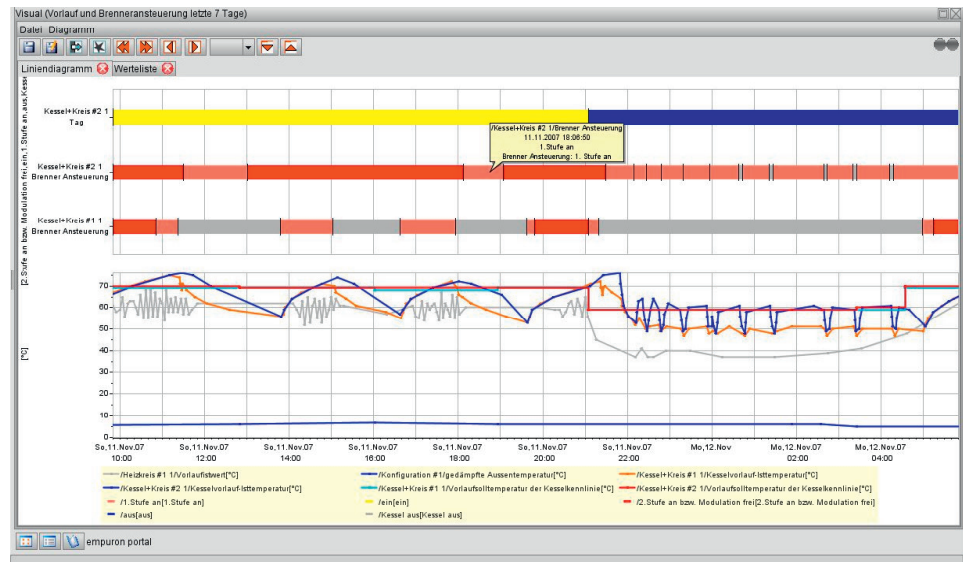 Visual (Vorlauf und Brenneransteuerung letzte 7 Tage)
Datei Diagramm
Liniendiagramm Werteliste
[2.Stufe an bzw. Modulation frei,ein,1.Stufe an,aus,Kesse
Kessel+Kreis #2 1
Tag
/Kessel+Kreis #2 1/Brenner Ansteuerung
11.11.2007 18:06:50
1.Stufe an
Brenner Ansteuerung: 1. Stufe an
Kessel+Kreis #2 1
Brenner Ansteuerung
Kessel+Kreis #1 1
Brenner Ansteuerung
[°C]
70
60
50
40
30
20
10
0
So,11.Nov.07 So,11.Nov.07 So,11.Nov.07 So,11.Nov.07 So,11.Nov.07 So,11.Nov.07 So,11.Nov.07 Mo,12.Nov Mo,12.Nov.07 Mo,12.Nov.07
10:00 12:00 14:00 16:00 18:00 20:00 22:00 02:00 04:00
/Heizkreis #1 1/Vorlaufistwert[°C] /Konfiguration #1/gedämpfte Aussentemperatur[°C] /Kessel+Kreis #1 1/Kesselvorlauf-Isttemperatur[°C]
/Kessel+Kreis #2 1/Kesselvorlauf-Isttemperatur[°C] /Kessel+Kreis #1 1/Vorlaufsolltemperatur der Kesselkennlinie[°C] /Kessel+Kreis #2 1/Vorlaufsolltemperatur der Kesselkennlinie[°C]
/1.Stufe an[1.Stufe an] /ein[ein] /2.Stufe an bzw. Modulation frei[2.Stufe an bzw. Modulation frei]
/aus[aus] /Kessel aus[Kessel aus]
empuron portal